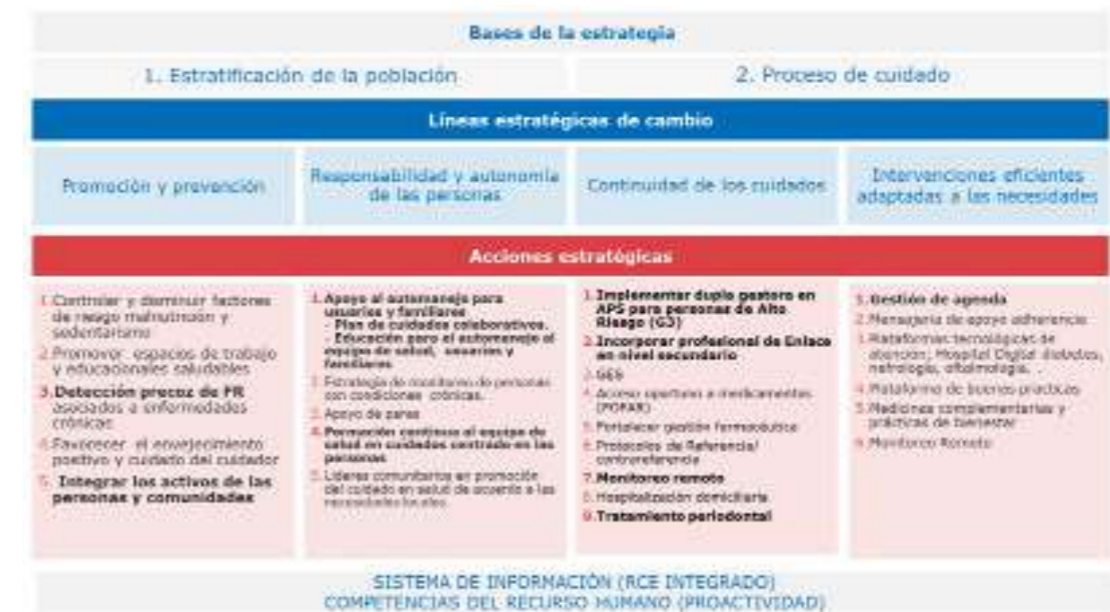 Bases de la estrategia
1. Estratificación de la población
2. Proceso de cuidado
Líneas estratégicas de cambio
Promoción y prevención
Responsabilidad y autonomía
de las personas
Continuidad de los cuidados
Intervenciones eficientes
adaptadas a las necesidades
Acciones estratégicas
1.Controlar y disminuir factores
de riesgo malnutrición y
sedentarismo
2.Promover espacios de trabajo
y educacionales saludables
3.Detección precoz de FR
asociados a enfermedades
crónicas
4.Favorecer el envejecimiento
positivo y cuidado del cuidador
5. Integrar los activos de las
personas y comunidades
1.Apoyo al automanejo para
usuarios y familiares
- Plan de cuidados colaborativos.
- Educación para el automanejo al
equipo de salud, usuarios y
familiares
2.Estrategia de monitoreo de personas
con condiciones crónicas.
3.Apoyo de pares
4.Formación continua al equipo de
salud en cuidados centrado en las
personas
5.Líderes comunitarios en promoción
del cuidado en salud de acuerdo a las
necesidades locales.
1.Implementar dupla gestora en
APS para personas de Alto
Riesgo (G3)
2.Incorporar profesional de Enlace
en nivel secundario
3.GES
4.Acceso oportuno a medicamentos
(FOFAR)
5.Fortalecer gestión farmacéutica
6.Protocolos de Referencia/
contrareferencia
7.Monitoreo remoto
8.Hospitalización domiciliaria
9.Tratamiento periodontal
1.Gestión de agenda
2.Mensajería de apoyo adherencia
3.Plataformas tecnológicas de
atención; Hospital Digital diabetes,
nefrología, oftalmología. .
4.Plataforma de buenas prácticas
5.Medicinas complementarias y
prácticas de bienestar
6.Monitoreo Remoto
SISTEMA DE INFORMACIÓN (RCE INTEGRADO)
COMPETENCIAS DEL RECURSO HUMANO (PROACTIVIDAD)